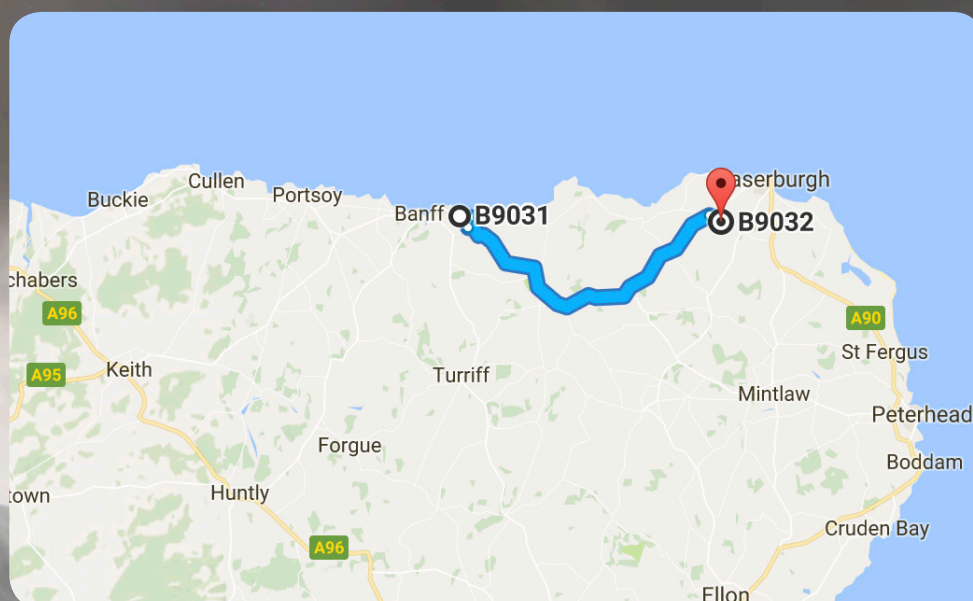 Cullen
Buckie
Portsoy
aserburgh
Banff
B9031
B9032
chabers
A96
A90
St Fergus
Keith
A95
Turriff
Mintlaw
Peterhead
Forgue
Boddam
town
Huntly
Cruden Bay
A96
Ellon